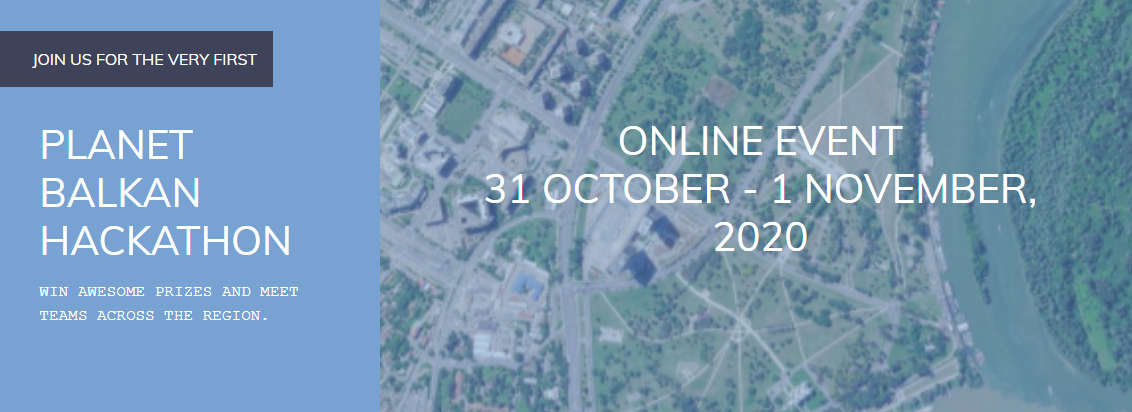 JOIN US FOR THE VERY FIRST
PLANET
BALKAN
HACKATHON
WIN AWESOME PRIZES AND MEET
TEAMS ACROSS THE REGION.
ONLINE EVENT
31 OCTOBER - 1 NOVEMBER,
2020